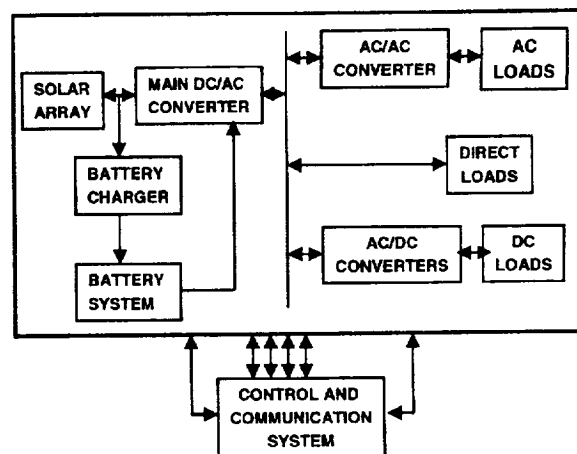 SOLAR
ARRAY
MAIN DC/AC
CONVERTER
BATTERY
CHARGER
BATTERY
SYSTEM
AC/AC
CONVERTER
AC
LOADS
DIRECT
LOADS
AC/DC
CONVERTERS
DC
LOADS
CONTROL AND
COMMUNICATION
SYSTEM